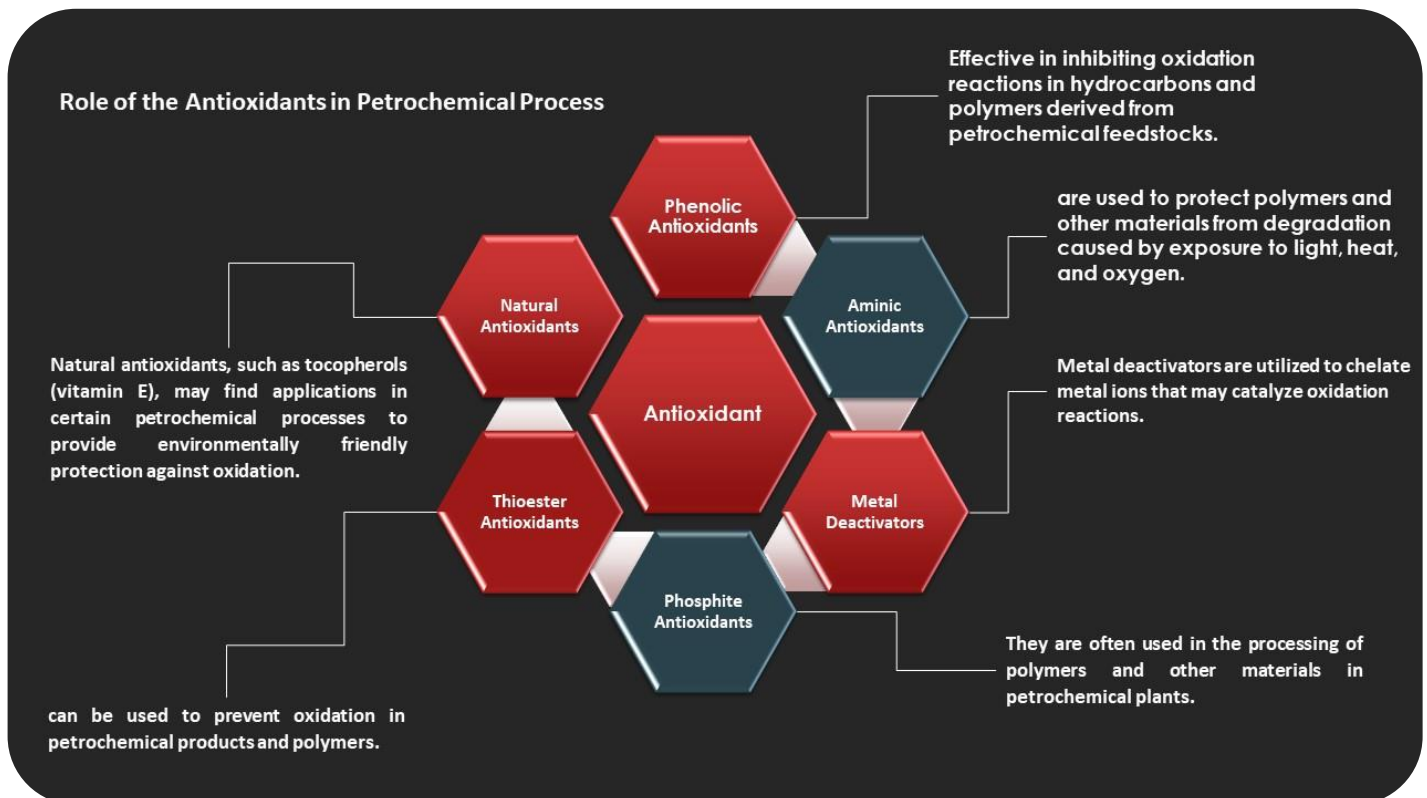 Role of the Antioxidants in Petrochemical Process
Effective in inhibiting oxidation
reactions in hydrocarbons and
polymers derived from
petrochemical feedstocks.
Phenolic
Antioxidants
are used to protect polymers and
other materials from degradation
caused by exposure to light, heat,
and oxygen.
Natural
Antioxidants
Aminic
Antioxidants
Natural antioxidants, such as tocopherols
(vitamin E), may find applications in
certain petrochemical processes to
provide environmentally friendly
protection against oxidation.
Antioxidant
Metal deactivators are utilized to chelate
metal ions that may catalyze oxidation
reactions.
Thioester
Antioxidants
Metal
Deactivators
Phosphite
Antioxidants
They are often used in the processing of
polymers and other materials in
petrochemical plants.
can be used to prevent oxidation in
petrochemical products and polymers.